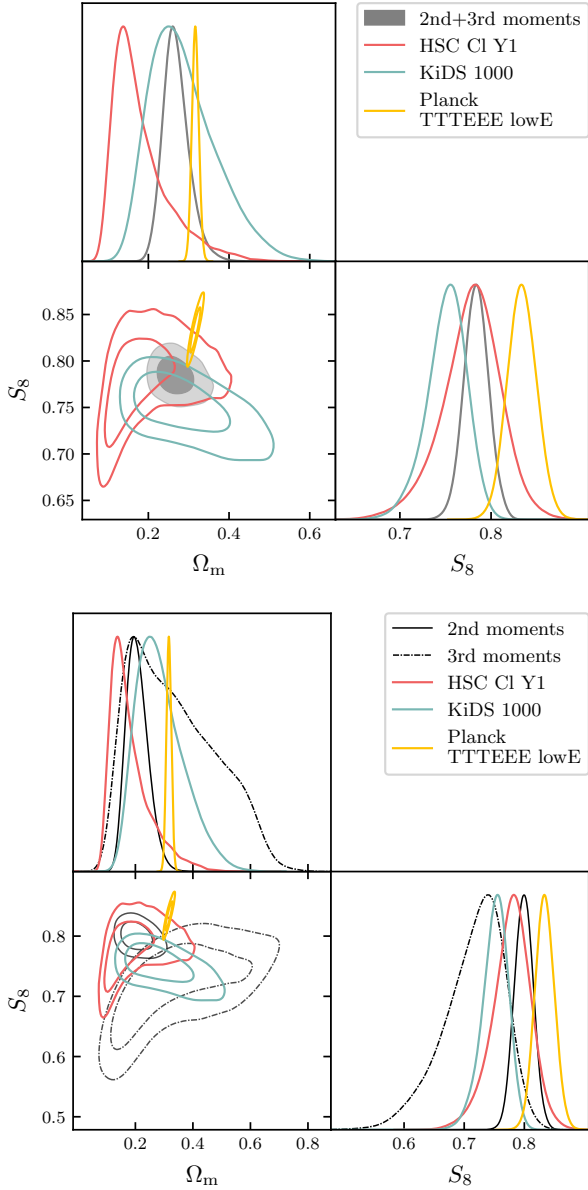 2nd+3rd moments
HSC Cl Y1
KiDS 1000
Planck
TTTEEE lowE
0.85
0.80
0.75
0.70
0.65
S₈
0.2
0.4
0.6
Ωₘ
0.7
0.8
S₈
2nd moments
3rd moments
HSC Cl Y1
KiDS 1000
Planck
TTTEEE lowE
0.8
0.7
0.6
0.5
S₈
0.2
0.4
0.6
0.8
Ωₘ
0.6
0.7
0.8
S₈